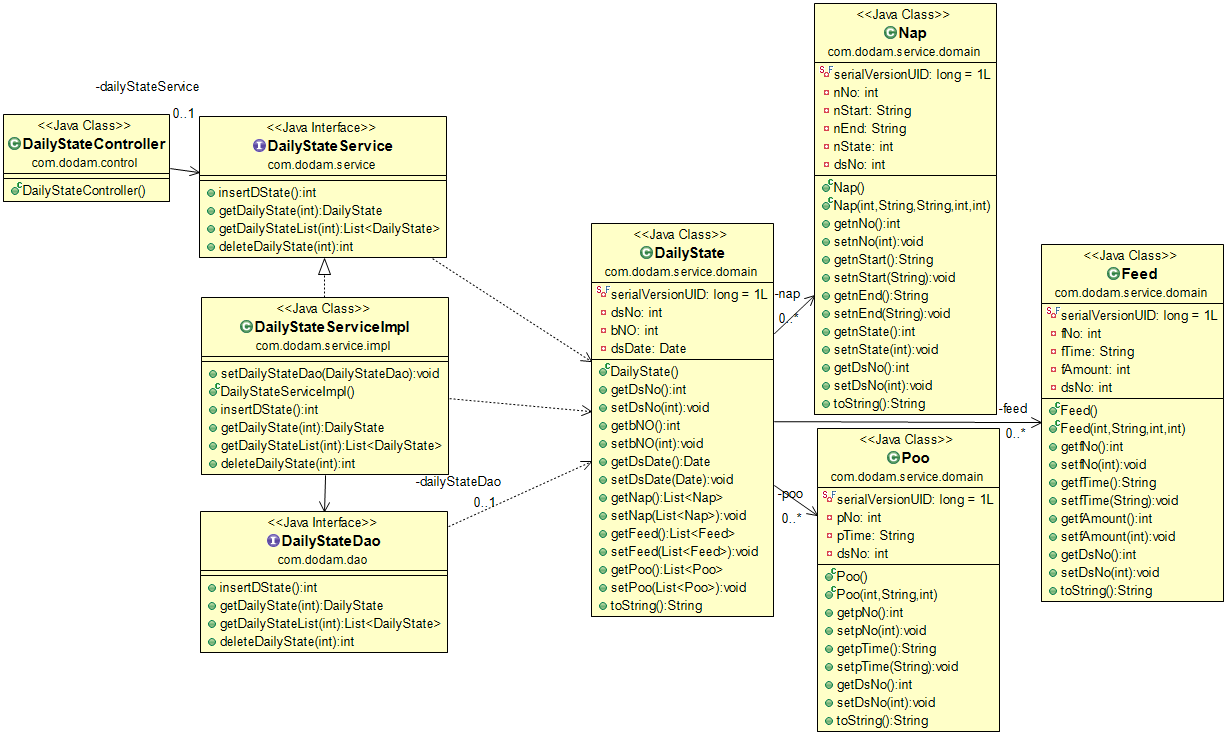 -dailyStateService
0..1
<<Java Class>>
DailyStateController
com.dodam.control
DailyStateController()
<<Java Interface>>
DailyStateService
com.dodam.service
insertDState():int
getDailyState(int):DailyState
getDailyStateList(int):List<DailyState>
deleteDailyState(int):int
<<Java Class>>
DailyStateServiceImpl
com.dodam.service.impl
setDailyStateDao(DailyStateDao):void
DailyStateServiceImpl()
insertDState():int
getDailyState(int):DailyState
getDailyStateList(int):List<DailyState>
deleteDailyState(int):int
-dailyStateDao
0..1
<<Java Interface>>
DailyStateDao
com.dodam.dao
insertDState():int
getDailyState(int):DailyState
getDailyStateList(int):List<DailyState>
deleteDailyState(int):int
<<Java Class>>
DailyState
com.dodam.service.domain
serialVersionUID: long = 1L
dsNo: int
bNO: int
dsDate: Date
DailyState()
getDsNo():int
setDsNo(int):void
getbNO():int
setbNO(int):void
getDsDate():Date
setDsDate(Date):void
getNap():List<Nap>
setNap(List<Nap>):void
getFeed():List<Feed>
setFeed(List<Feed>):void
getPoo():List<Poo>
setPoo(List<Poo>):void
toString():String
-nap
0..*
<<Java Class>>
Nap
com.dodam.service.domain
serialVersionUID: long = 1L
nNo: int
nStart: String
nEnd: String
nState: int
dsNo: int
Nap()
Nap(int,String,String,int,int)
getnNo():int
setnNo(int):void
getnStart():String
setnStart(String):void
getnEnd():String
setnEnd(String):void
getnState():int
setnState(int):void
getDsNo():int
setDsNo(int):void
toString():String
-feed
0..*
-poo
0..*
<<Java Class>>
Poo
com.dodam.service.domain
serialVersionUID: long = 1L
pNo: int
pTime: String
dsNo: int
Poo()
Poo(int,String,int)
getpNo():int
setpNo(int):void
getpTime():String
setpTime(String):void
getDsNo():int
setDsNo(int):void
toString():String
<<Java Class>>
Feed
com.dodam.service.domain
serialVersionUID: long = 1L
fNo: int
fTime: String
fAmount: int
dsNo: int
Feed()
Feed(int,String,int,int)
getfNo():int
setfNo(int):void
getfTime():String
setfTime(String):void
getfAmount():int
setfAmount(int):void
getDsNo():int
setDsNo(int):void
toString():String